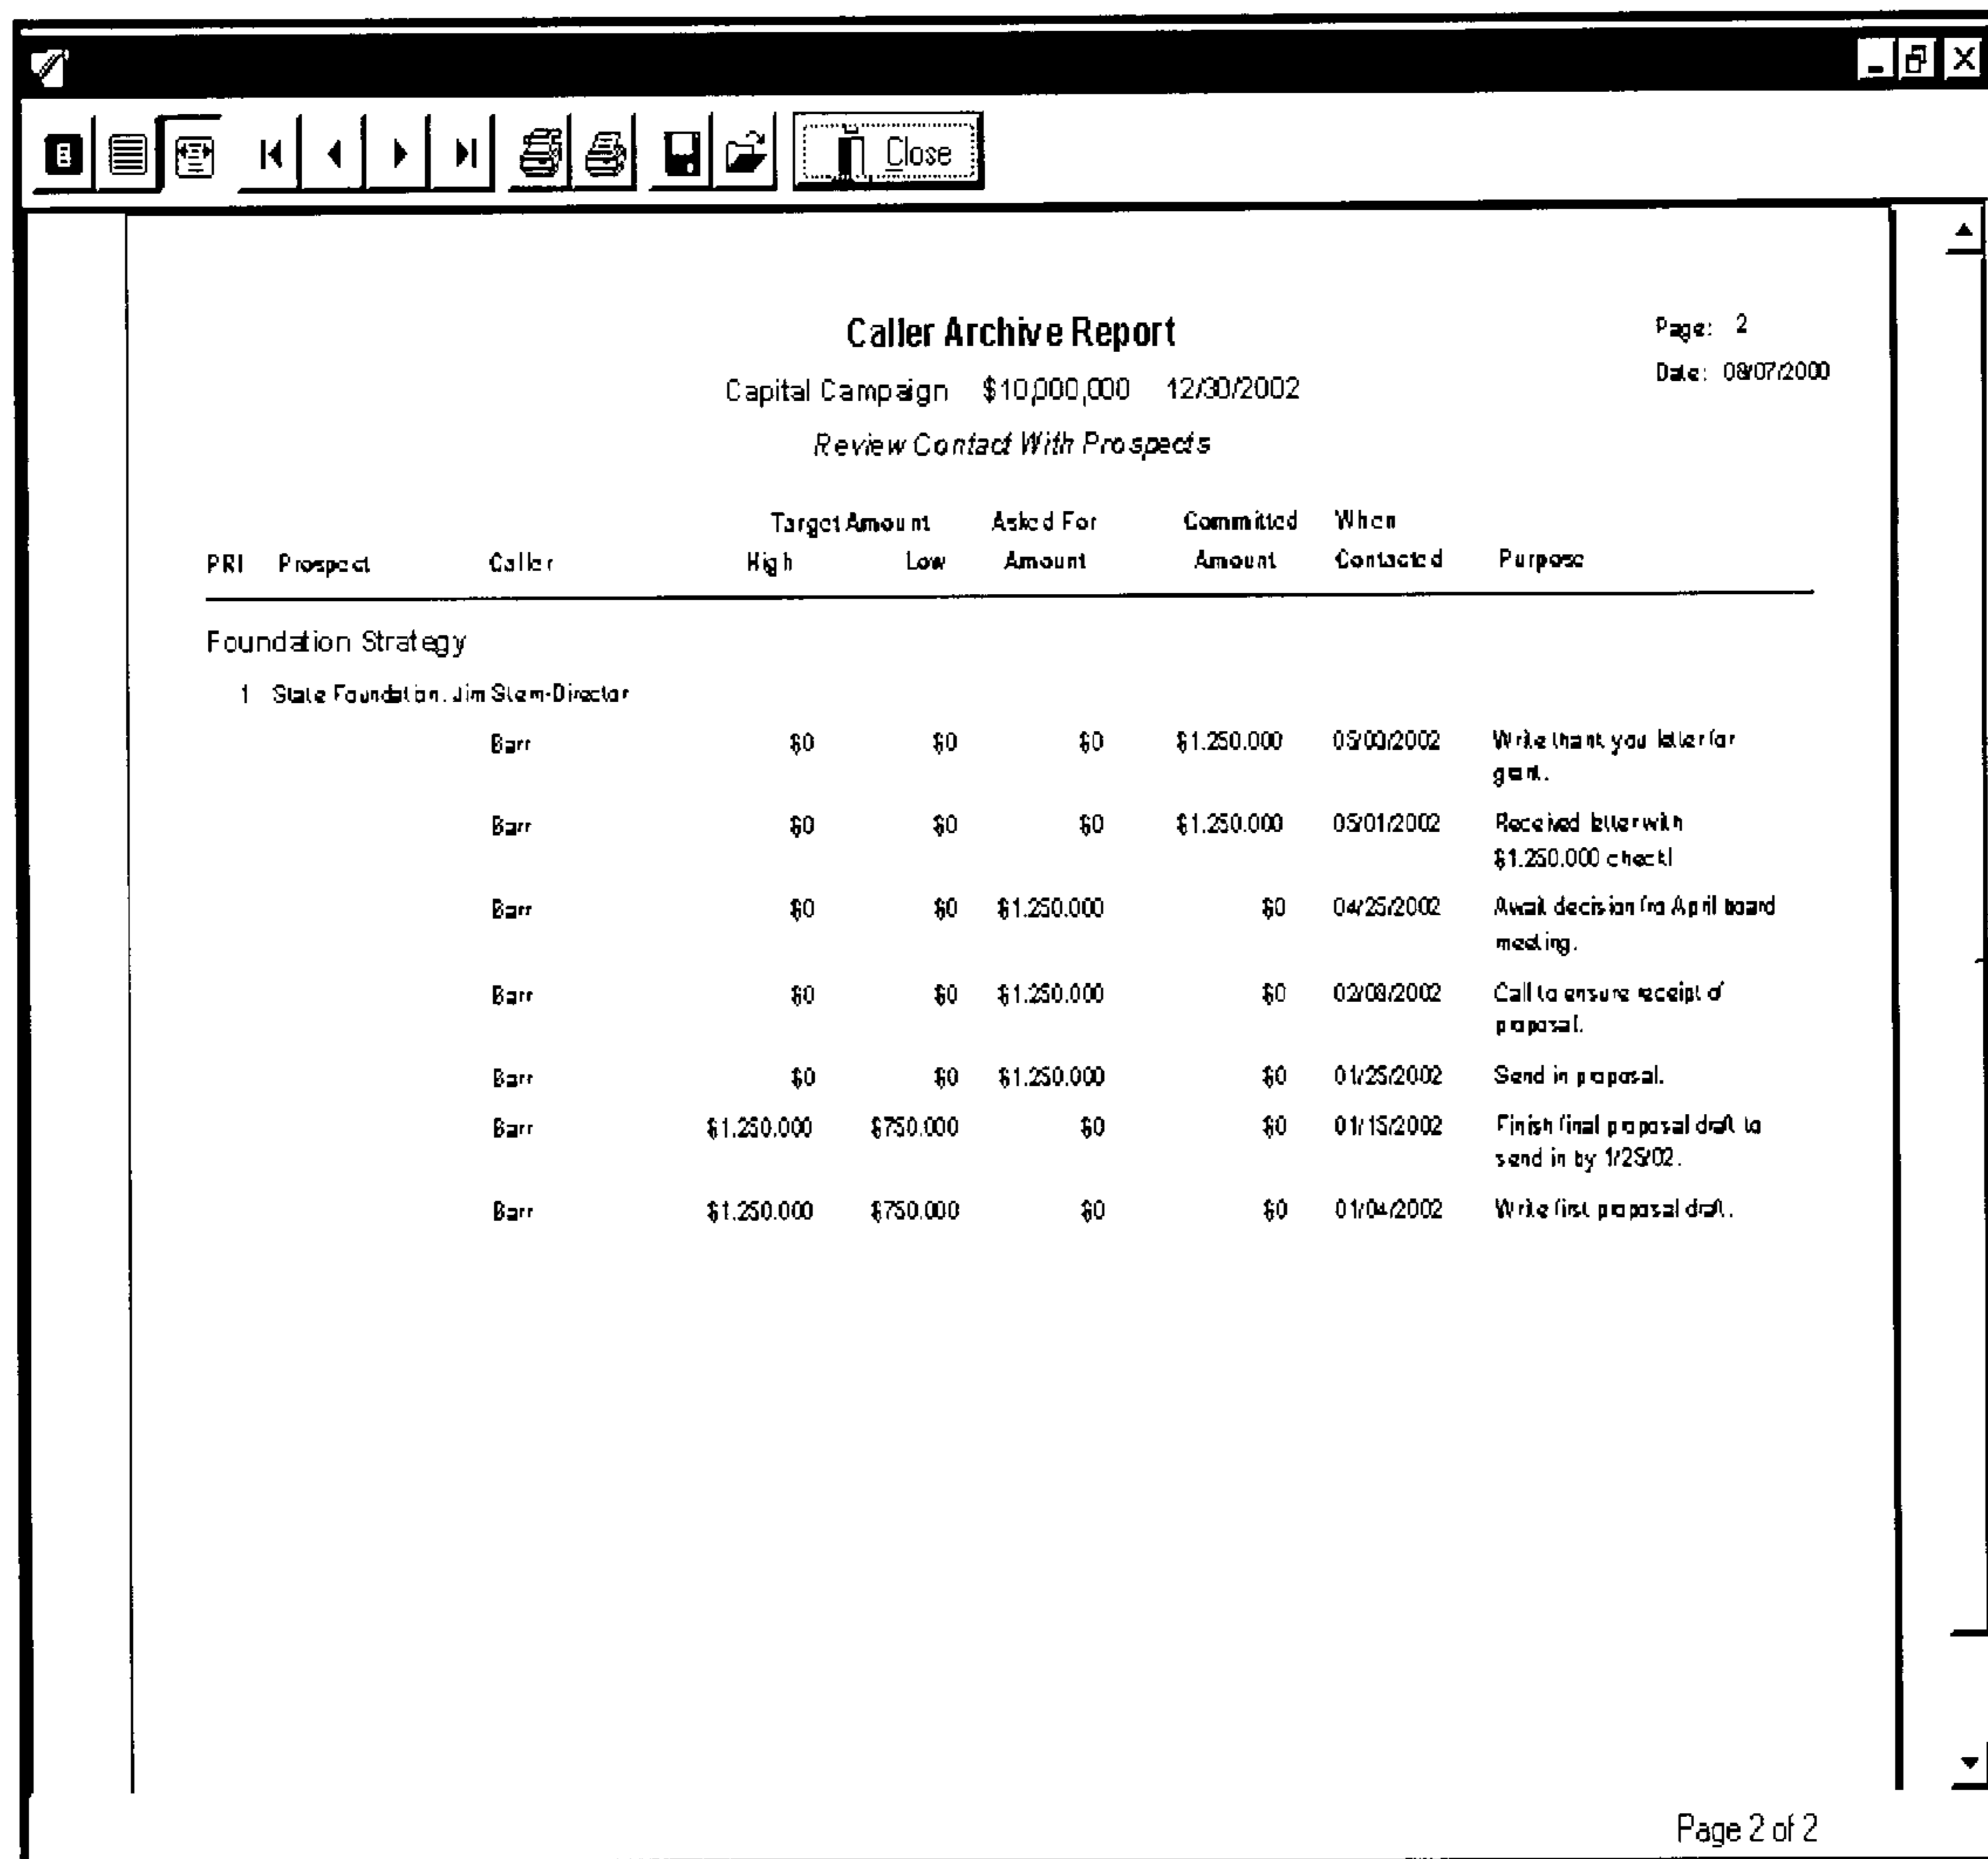 Close
Caller Archive Report
Page: 2
Capital Campaign $10,000,000 12/30/2002
Date: 08/07/2000
Review Contact With Prospects
Target Amount Asked For Committed When
PRI Prospect Caller High Low Amount Amount Contacted Purpose
Foundation Strategy
1 State Foundation, Jim Director
Barr $0 $0 $0 $1,250,000 Write thank you letter for
grant.
Barr $0 $0 $0 $1,250,000 05/01/2002 Received letter with
$1,250,000 check!
Barr $0 $0 $1,250,000 $0 04/25/2002 Await decision fro April board
meeting.
Barr $0 $0 $1,250,000 $0 02/08/2002 Call to ensure receipt of
proposal.
Barr $0 $0 $1,250,000 $0 01/25/2002 Send in proposal.
Barr $1,250,000 $750,000 $0 $0 01/15/2002 Finish final proposal draft to
send in by 1/25/02.
Barr $1,250,000 $750,000 $0 $0 01/04/2002 Write first proposal draft.
Page 2 of 2